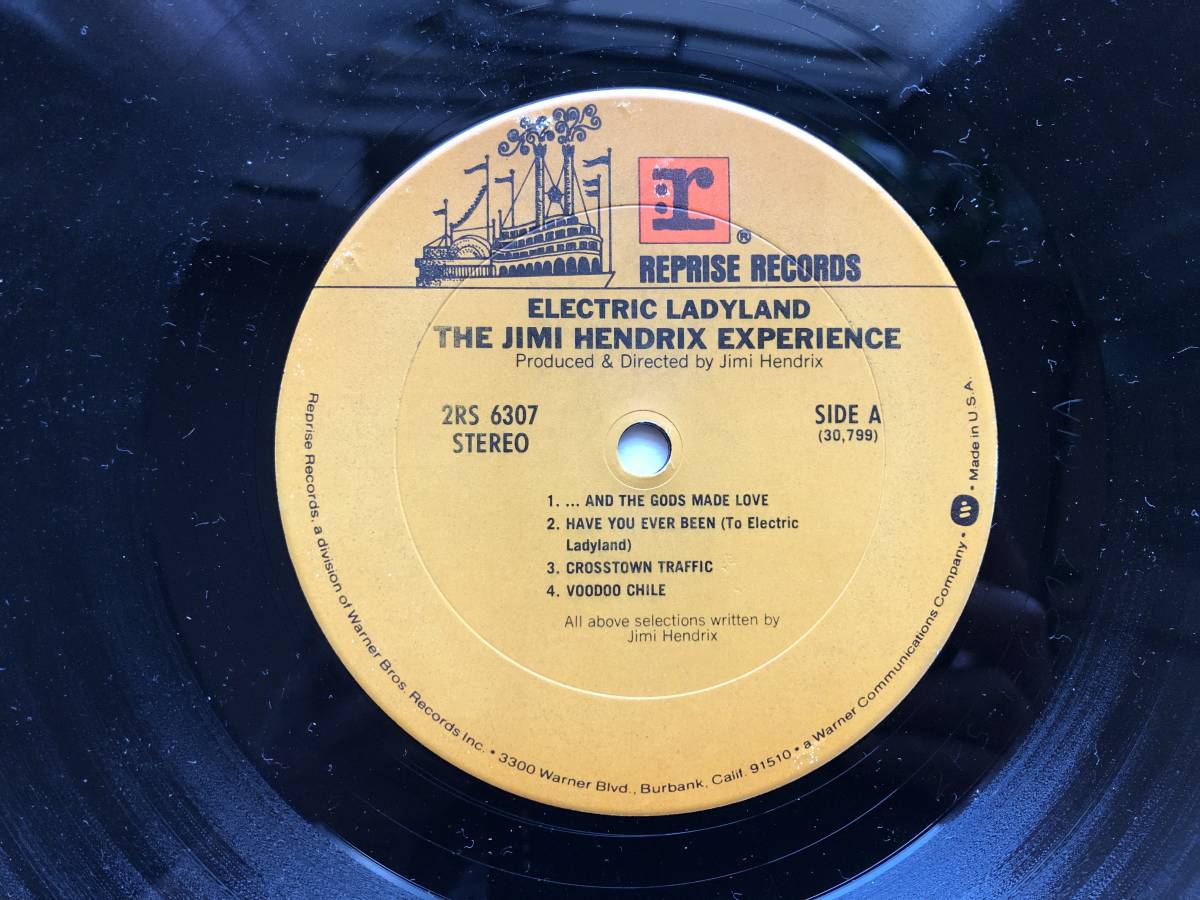 r
®
REPRISE RECORDS
ELECTRIC LADYLAND
THE JIMI HENDRIX EXPERIENCE
Produced & Directed by Jimi Hendrix
2RS 6307
STEREO
SIDE A
(30,799)
1. ... AND THE GODS MADE LOVE
2. HAVE YOU EVER BEEN (To Electric
Ladyland)
3. CROSSTOWN TRAFFIC
4. VOODOO CHILE
All above selections written by
Jimi Hendrix
Reprise Records, a division of Warner Bros. Records Inc. • 3300 Warner Blvd., Burbank, Calif. 91510 • a Warner Communications Company • W • Made in U.S.A.